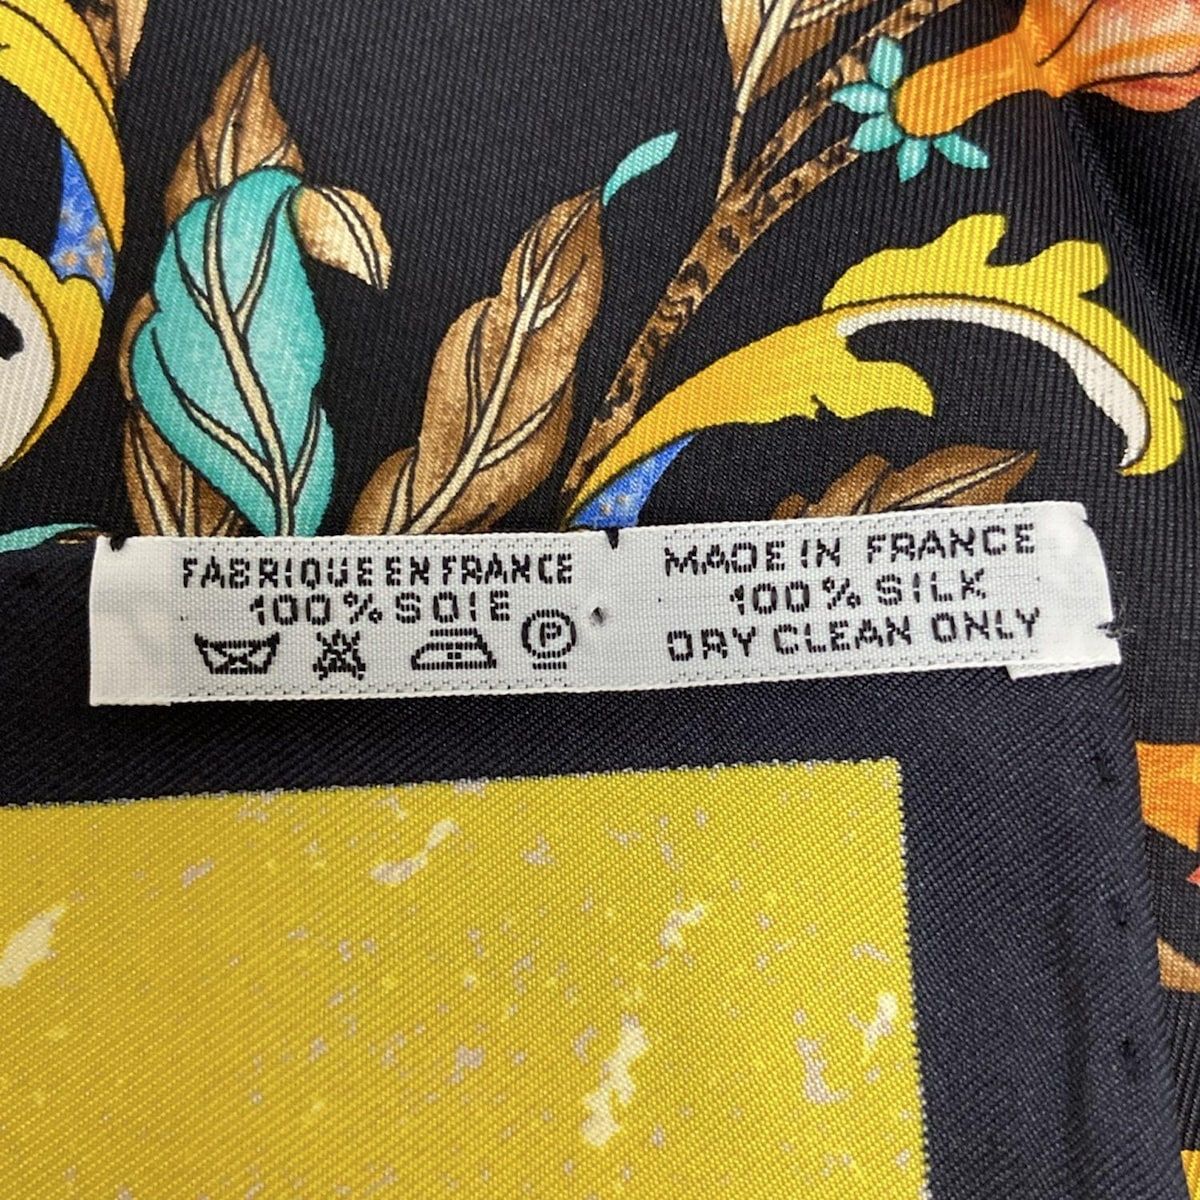 FABRIQUE EN FRANCE
100% SOIE
P
MADE IN FRANCE
100% SILK
DRY CLEAN ONLY